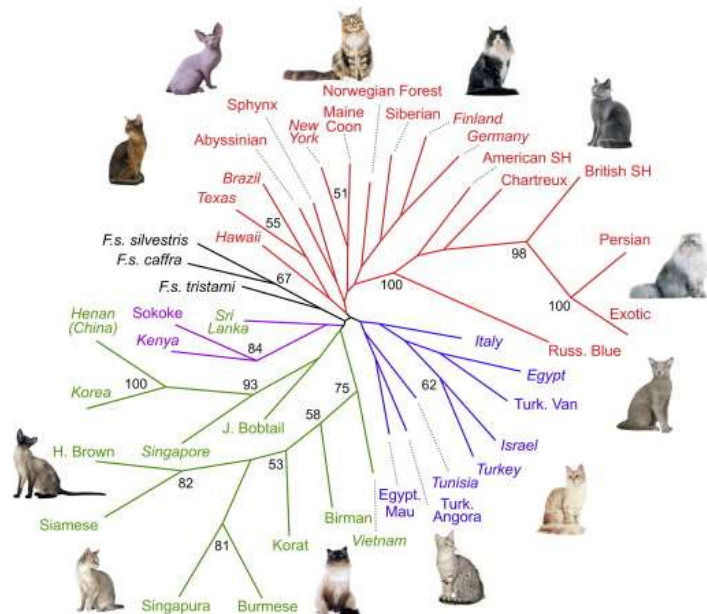 Norwegian Forest
Sphynx
Maine
Coon
Siberian
New
York
Finland
Abyssinian
Germany
American SH
Brazil
Chartreux
British SH
Texas
51
55
Hawaii
F.s. silvestris
F.s. caffra
98
Persian
67
100
F.s. tristami
100
Henan
(China)
Sokoke
Sri
Lanka
Exotic
Kenya
84
Italy
Russ. Blue
Egypt
100
93
75
62
Turk. Van
Korea
58
J. Bobtail
Israel
Singapore
H. Brown
53
Turkey
82
Tunisia
Egypt.
Mau
Turk.
Angora
Siamese
Birman
Korat
Vietnam
81
Singapura
Burmese